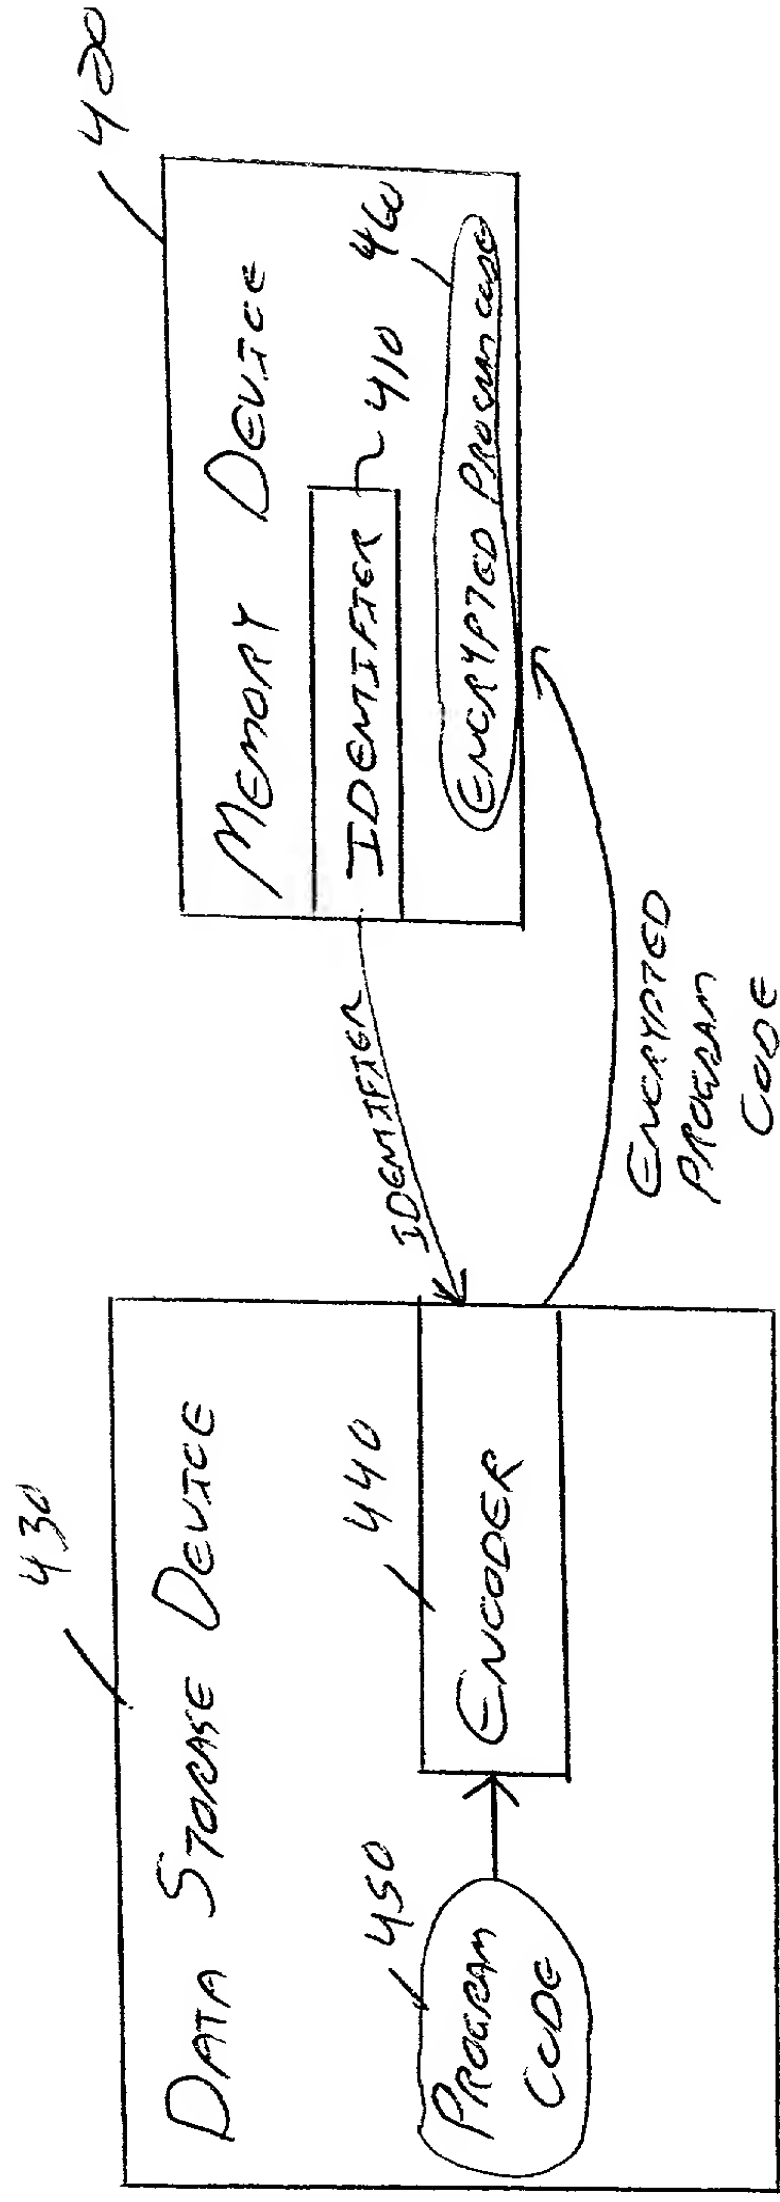 430
DATA STORAGE DEVICE
450
PROGRAM
CODE
440
ENCODER
IDENTIFIER
ENCRYPTED
PROGRAM
CODE
420
MEMORY DEVICE
IDENTIFIER
410
460
ENCRYPTED PROGRAM CODE